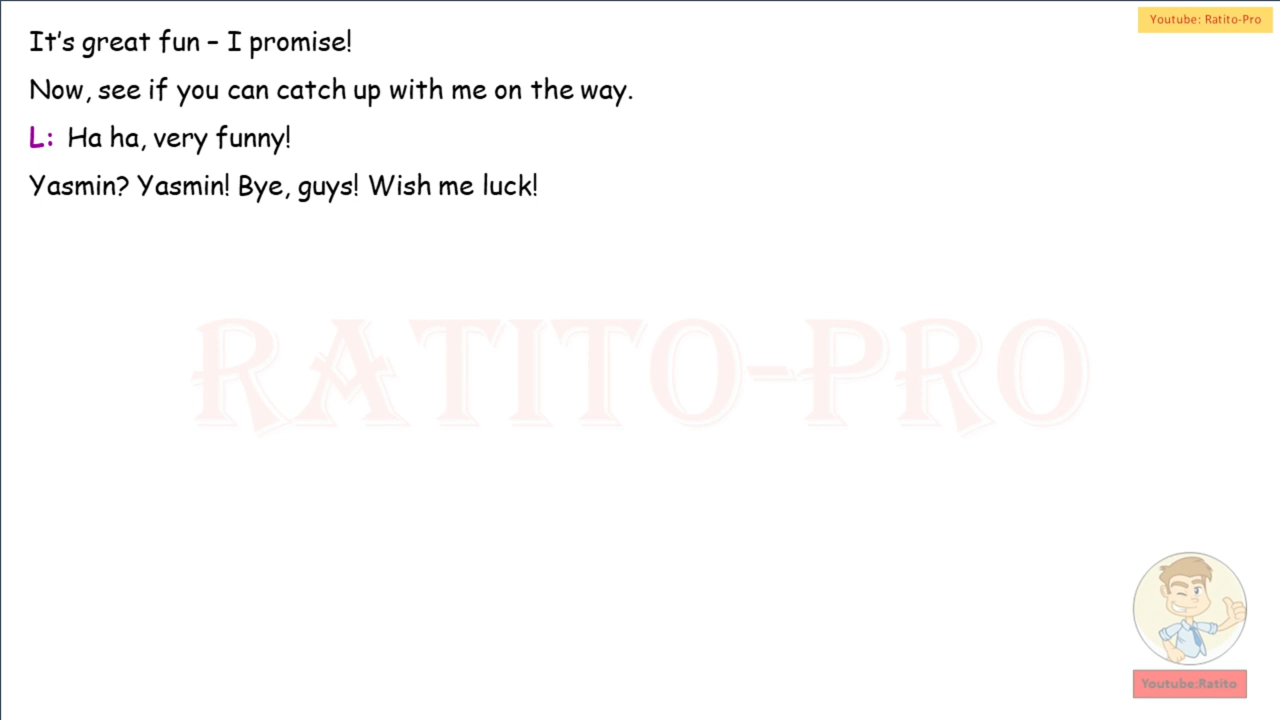 Youtube: Ratito-Pro
It's great fun – I promise!
Now, see if you can catch up with me on the way.
L: Ha ha, very funny!
Yasmin? Yasmin! Bye, guys! Wish me luck!
RATITO-PRO
Youtube:Ratito